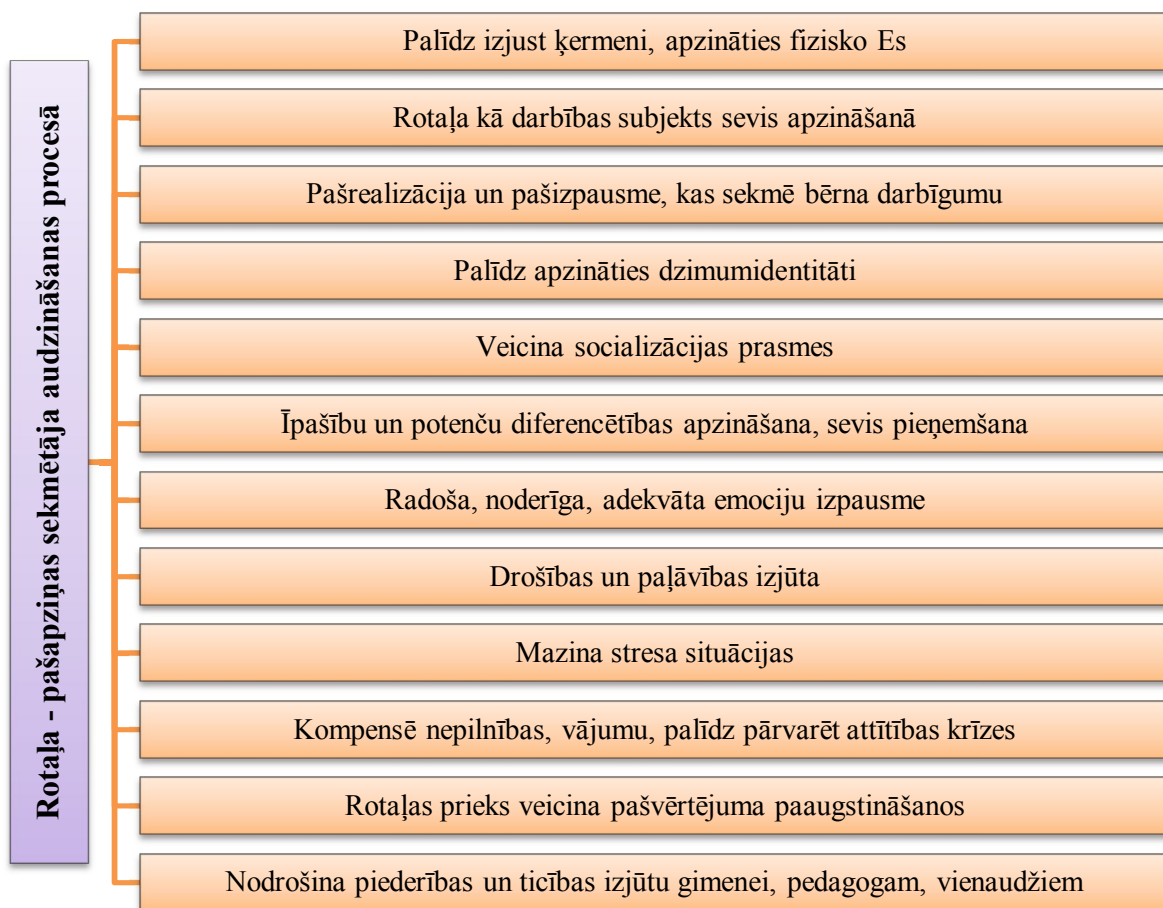 Rotaļa - pašapziņas sekmētāja audzināšanas procesā
Palīdz izjust ķermeni, apzināties fizisko Es
Rotaļa kā darbības subjekts sevis apzināšanā
Pašrealizācija un pašizpausme, kas sekmē bērna darbīgumu
Palīdz apzināties dzimumidentitāti
Veicina socializācijas prasmes
Īpašību un potenču diferencētības apzināšana, sevis pieņemšana
Radoša, noderīga, adekvāta emociju izpausme
Drošības un paļāvības izjūta
Mazina stresa situācijas
Kompensē nepilnības, vājumu, palīdz pārvarēt attītības krīzes
Rotaļas prieks veicina pašvērtējuma paaugstināšanos
Nodrošina piederības un ticības izjūtu gimenei, pedagogam, vienaudžiem